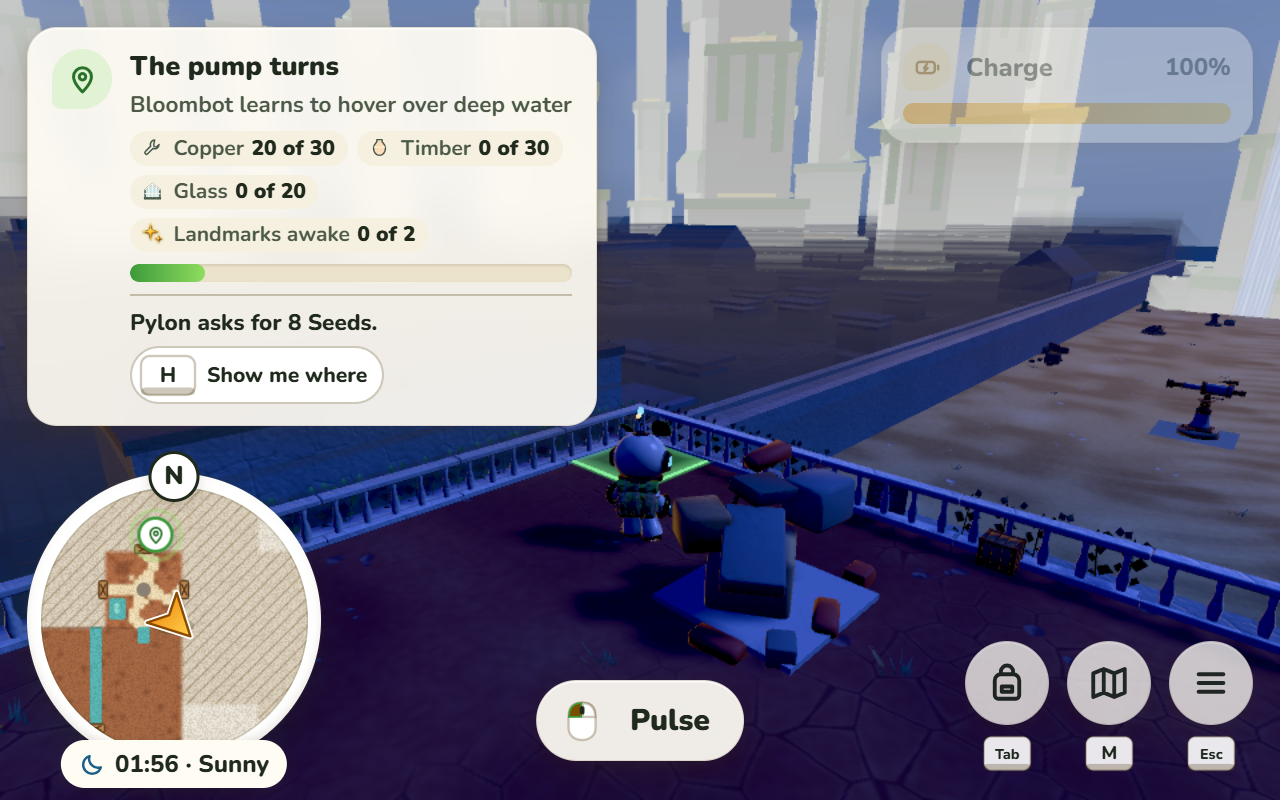 The pump turns
Bloombot learns to hover over deep water
Copper 20 of 30
Timber 0 of 30
Glass 0 of 20
Landmarks awake 0 of 2
Pylon asks for 8 Seeds.
H Show me where
Charge 100%
N
01:56 · Sunny
Pulse
Tab
M
Esc